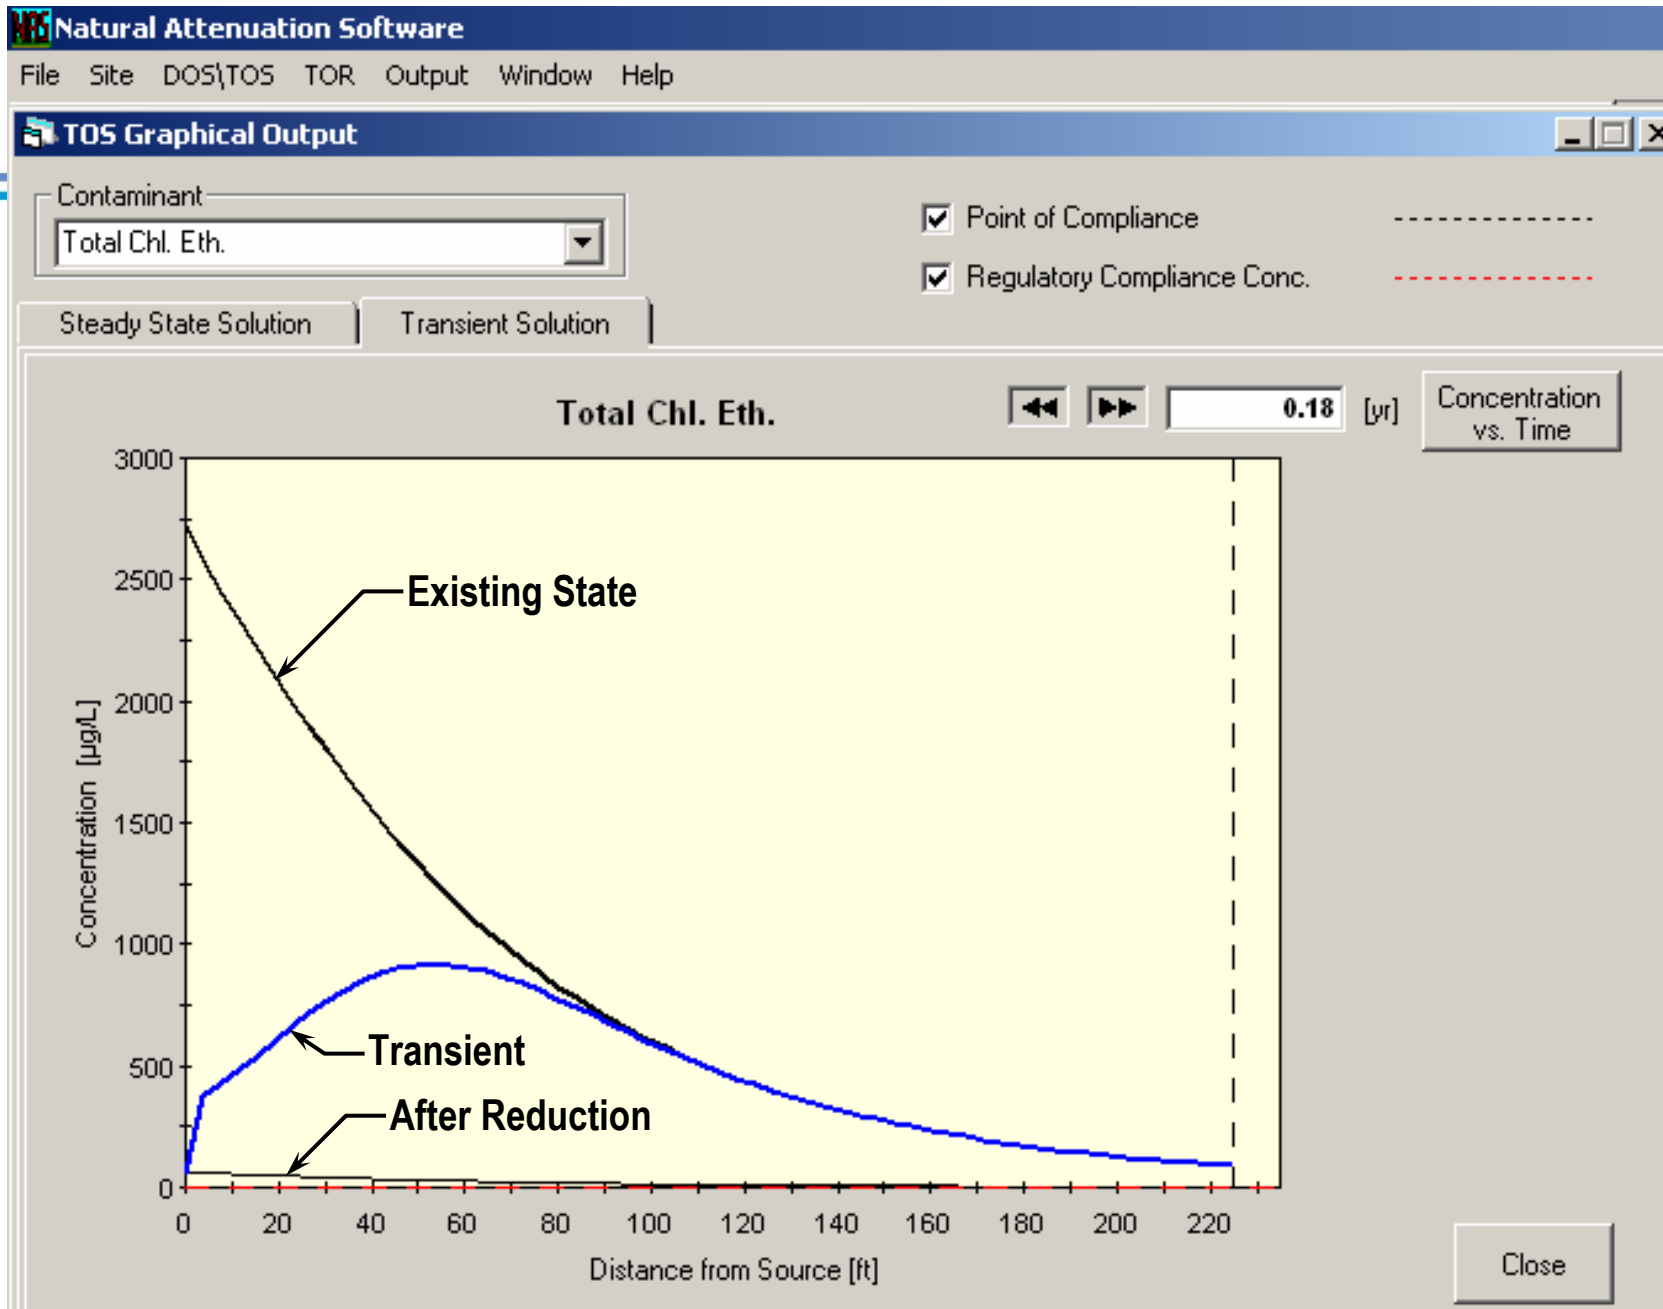 NAS Natural Attenuation Software
File Site DOS\TOS TOR Output Window Help
TOS Graphical Output
Contaminant
Total Chl. Eth.
Point of Compliance
Regulatory Compliance Conc.
Steady State Solution
Transient Solution
Total Chl. Eth.
0.18 [yr]
Concentration
vs. Time
3000
2500
2000
1500
1000
500
0
Concentration [µg/L]
Existing State
Transient
After Reduction
0 20 40 60 80 100 120 140 160 180 200 220
Distance from Source [ft]
Close